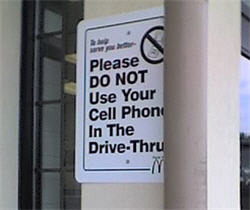 To help
serve you better-
Please
DO NOT
Use Your
Cell Phone
In The
Drive-Thru